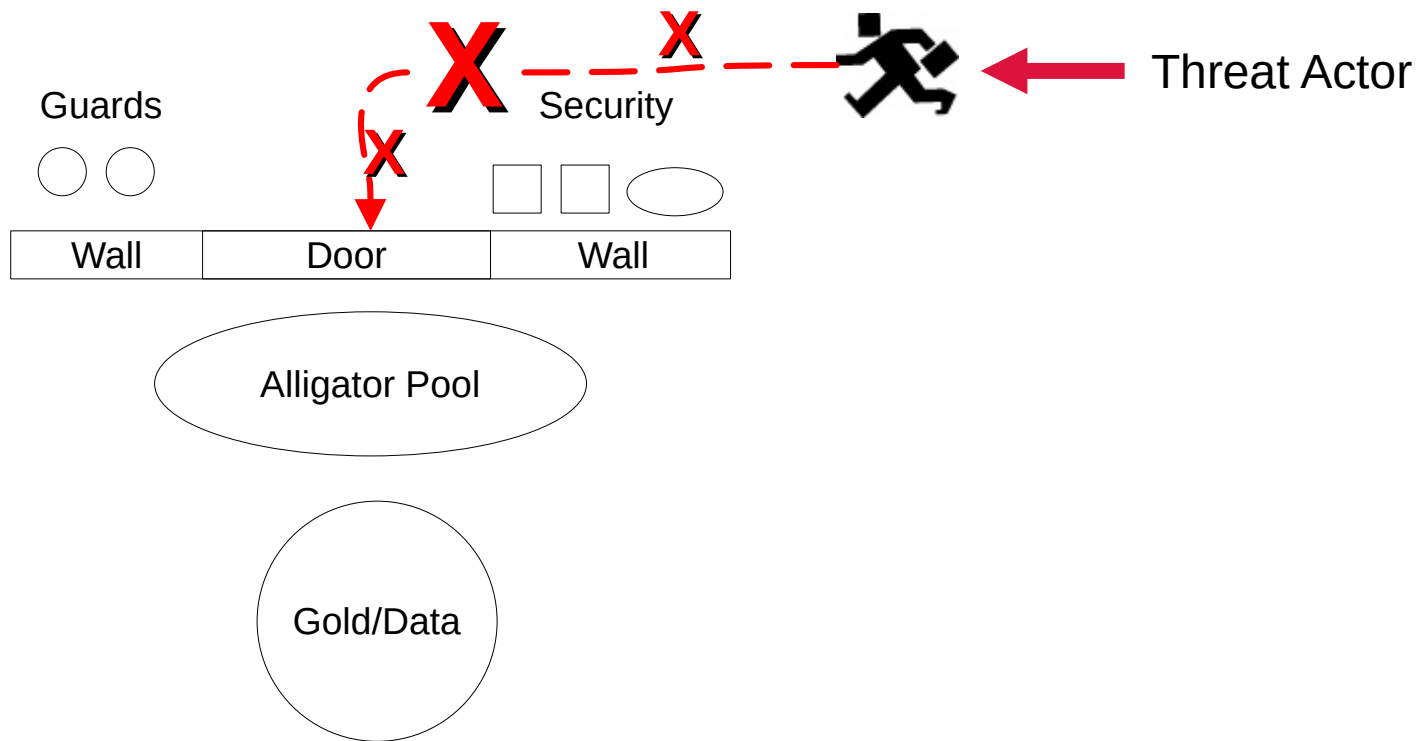 X
X
Threat Actor
Guards
Security
X
Wall
Door
Wall
Alligator Pool
Gold/Data